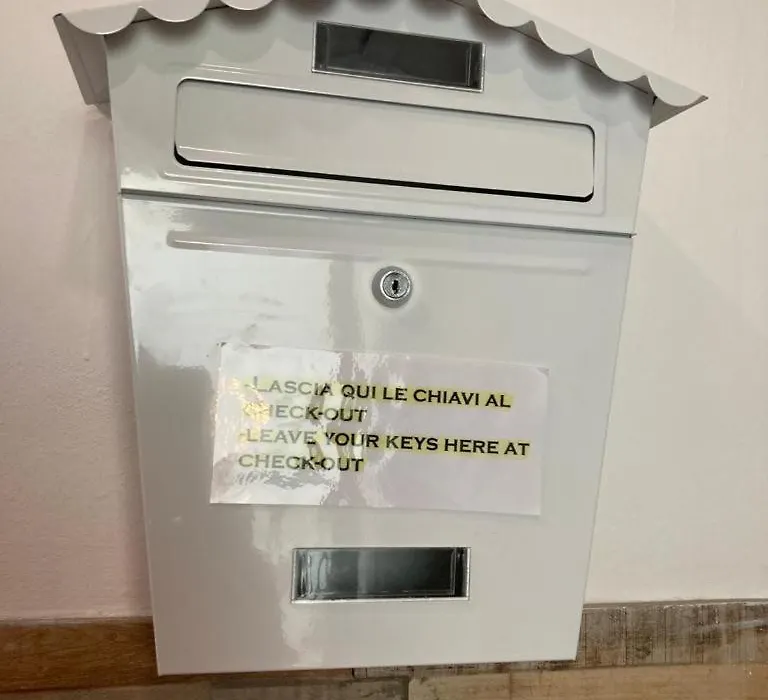 -Lascia qui le chiavi al
check-out
-Leave your keys here at
check-out